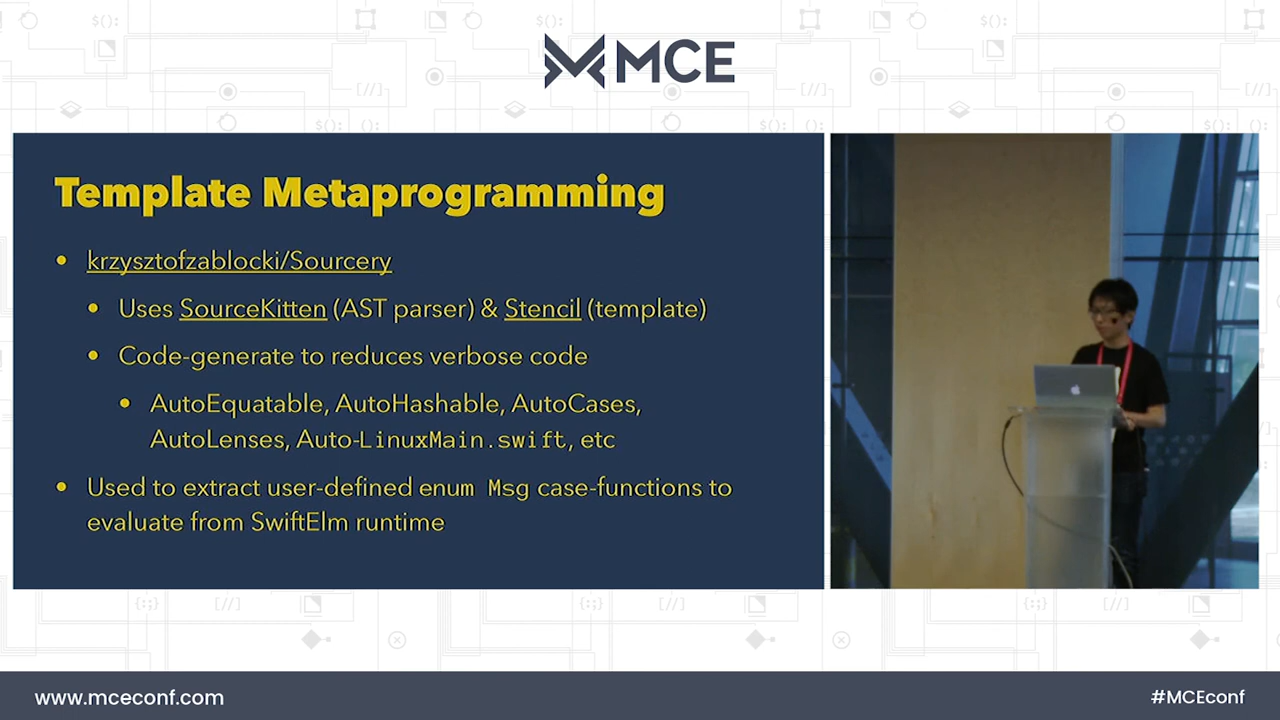 MCE
Template Metaprogramming
• krzysztofzablocki/Sourcery
• Uses SourceKitten (AST parser) & Stencil (template)
• Code-generate to reduces verbose code
• AutoEquatable, AutoHashable, AutoCases,
AutoLenses, Auto-LinuxMain.swift, etc
• Used to extract user-defined enum Msg case-functions to
evaluate from SwiftElm runtime
www.mceconf.com
#MCEconf